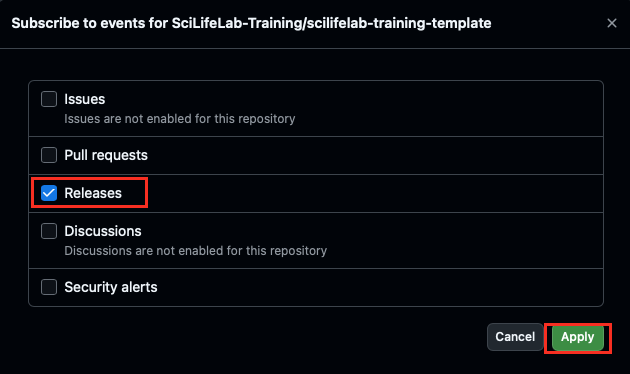 Subscribe to events for SciLifeLab-Training/scilifelab-training-template
Issues
Issues are not enabled for this repository
Pull requests
Releases
Discussions
Discussions are not enabled for this repository
Security alerts
Cancel
Apply